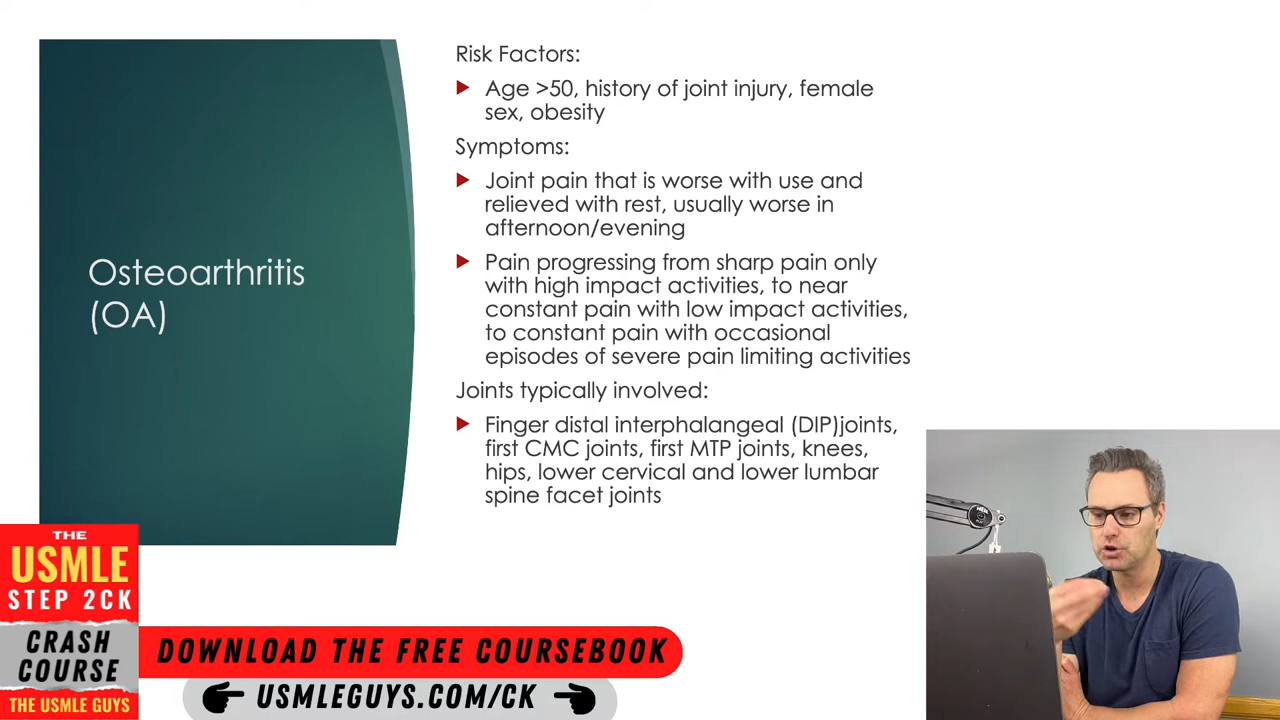 Osteoarthritis
(OA)
Risk Factors:
Age >50, history of joint injury, female
sex, obesity
Symptoms:
Joint pain that is worse with use and
relieved with rest, usually worse in
afternoon/evening
Pain progressing from sharp pain only
with high impact activities, to near
constant pain with low impact activities,
to constant pain with occasional
episodes of severe pain limiting activities
Joints typically involved:
Finger distal interphalangeal (DIP)joints,
first CMC joints, first MTP joints, knees,
hips, lower cervical and lower lumbar
spine facet joints
THE
USMLE
STEP 2CK
CRASH
COURSE
THE USMLE GUYS
DOWNLOAD THE FREE COURSEBOOK
USMLEGUYS.COM/CK